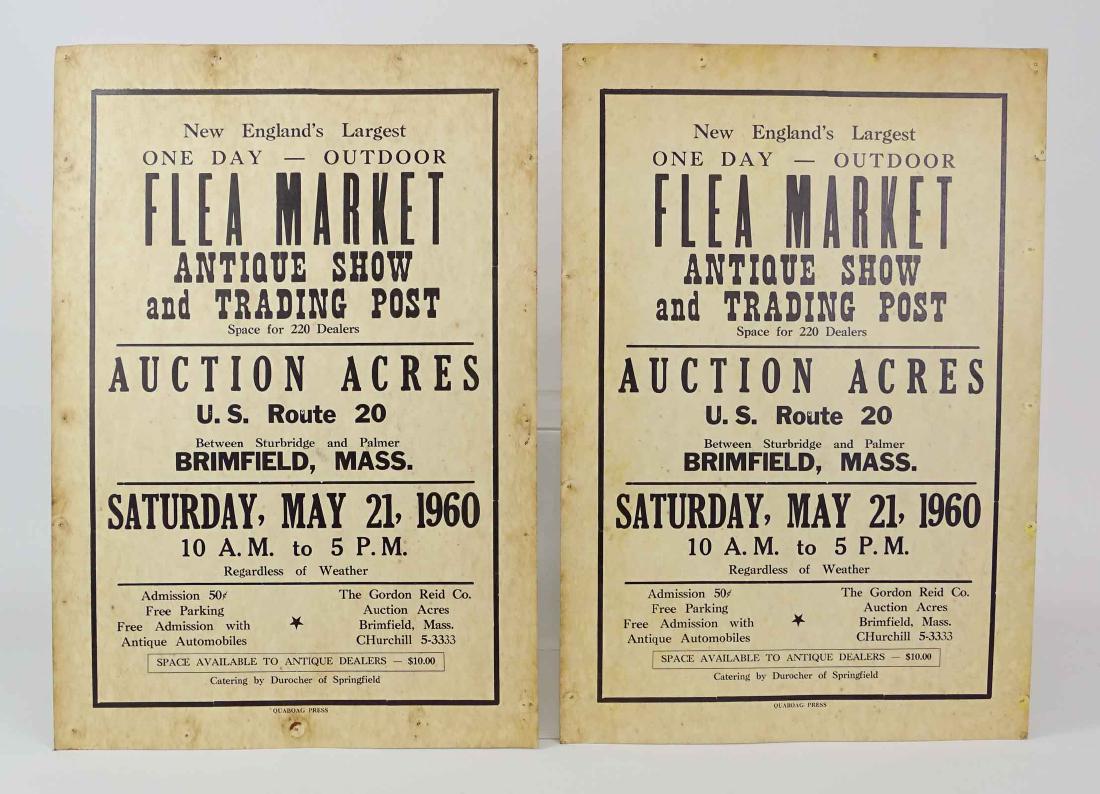 New England's Largest
ONE DAY — OUTDOOR
FLEA MARKET
ANTIQUE SHOW
and TRADING POST
Space for 220 Dealers
AUCTION ACRES
U.S. Route 20
Between Sturbridge and Palmer
BRIMFIELD, MASS.
SATURDAY, MAY 21, 1960
10 A.M. to 5 P.M.
Regardless of Weather
Admission 50¢
Free Parking
Free Admission with
Antique Automobiles
The Gordon Reid Co.
Auction Acres
Brimfield, Mass.
CHurchill 5-3333
SPACE AVAILABLE TO ANTIQUE DEALERS — $10.00
Catering by Durocher of Springfield
QUABOAG PRESS
New England's Largest
ONE DAY — OUTDOOR
FLEA MARKET
ANTIQUE SHOW
and TRADING POST
Space for 220 Dealers
AUCTION ACRES
U.S. Route 20
Between Sturbridge and Palmer
BRIMFIELD, MASS.
SATURDAY, MAY 21, 1960
10 A.M. to 5 P.M.
Regardless of Weather
Admission 50¢
Free Parking
Free Admission with
Antique Automobiles
The Gordon Reid Co.
Auction Acres
Brimfield, Mass.
CHurchill 5-3333
SPACE AVAILABLE TO ANTIQUE DEALERS — $10.00
Catering by Durocher of Springfield
QUABOAG PRESS